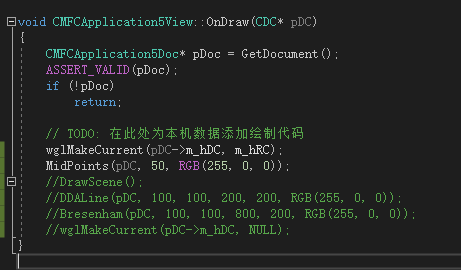 void CMFCApplication5View::OnDraw(CDC* pDC)
{
    CMFCApplication5Doc* pDoc = GetDocument();
    ASSERT_VALID(pDoc);
    if (!pDoc)
        return;

    // TODO: 在此处为本机数据添加绘制代码
    wglMakeCurrent(pDC->m_hDC, m_hRC);
    MidPoints(pDC, 50, RGB(255, 0, 0));
    //DrawScene();
    //DDALine(pDC, 100, 100, 200, 200, RGB(255, 0, 0));
    //Bresenham(pDC, 100, 100, 800, 200, RGB(255, 0, 0));
    //wglMakeCurrent(pDC->m_hDC, NULL);
}